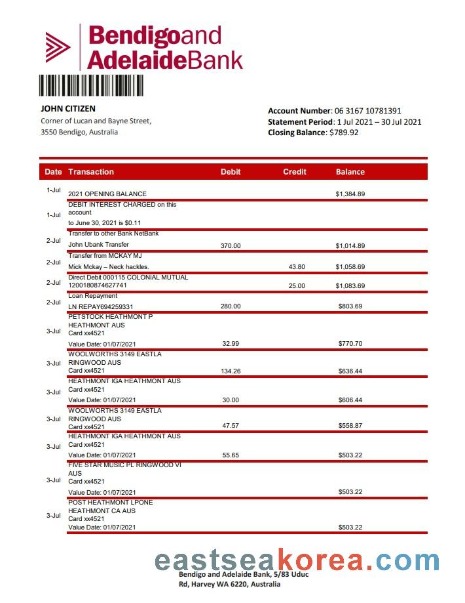 Bendigoand
AdelaideBank
JOHN CITIZEN
Corner of Lucan and Bayne Street,
3550 Bendigo, Australia
Account Number: 06 3167 10781391
Statement Period: 1 Jul 2021 – 30 Jul 2021
Closing Balance: $789.92
Date Transaction Debit Credit Balance
1-Jul 2021 OPENING BALANCE $1,384.69
DEBIT INTEREST CHARGED on this
1-Jul account
to June 30, 2021 is $0.11
Transfer to other Bank NetBank
2-Jul John Ubank Transfer 370.00 $1,014.89
Transfer from MCKAY MJ
2-Jul Mick Mckay – Neck hackles. 43.80 $1,058.69
Direct Debit 000115 COLONIAL MUTUAL
2-Jul 1200180874627741 25.00 $1,083.69
Loan Repayment
2-Jul LN REPAY694259331 280.00 $803.69
PETSTOCK HEATHMONT P
HEATHMONT AUS
3-Jul Card xx4521
Value Date: 01/07/2021 32.99 $770.70
WOOLWORTHS 3149 EASTLA
3-Jul RINGWOOD AUS
Card xx4521
Value Date: 01/07/2021 134.26 $636.44
HEATHMONT IGA HEATHMONT AUS
3-Jul Card xx4521
Value Date: 01/07/2021 30.00 $606.44
WOOLWORTHS 3149 EASTLA
3-Jul RINGWOOD AUS
Card xx4521 47.57 $558.87
HEATHMONT IGA HEATHMONT AUS
3-Jul Card xx4521
Value Date: 01/07/2021 55.65 $503.22
FIVE STAR MUSIC PL RINGWOOD VI
AUS
3-Jul Card xx4521
Value Date: 01/07/2021 $503.22
POST HEATHMONT LPONE
HEATHMONT CA AUS
3-Jul Card xx4521
Value Date: 01/07/2021 $503.22
eastseakorea.com
Bendigo and Adelaide Bank, 5/83 Uduc
Rd, Harvey WA 6220, Australia